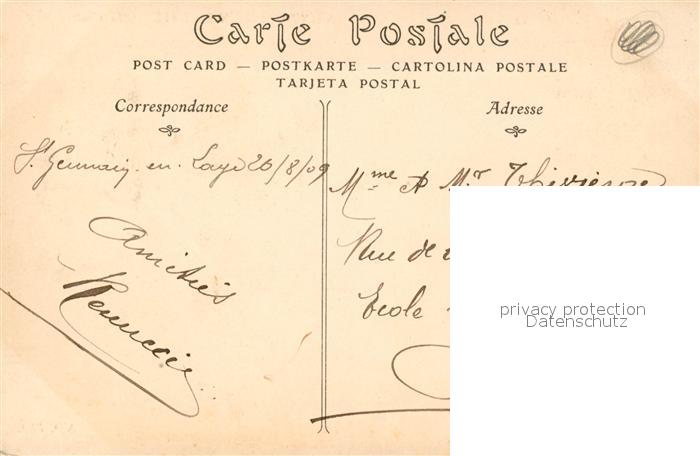 Carte Postale
POST CARD — POSTKARTE — CARTOLINA POSTALE
TARJETA POSTAL
Correspondance
St Germain en Laye 20/8/09
Amitiés
Adresse
Mme et Mr
Rue de
Ecole
privacy protection
Datenschutz